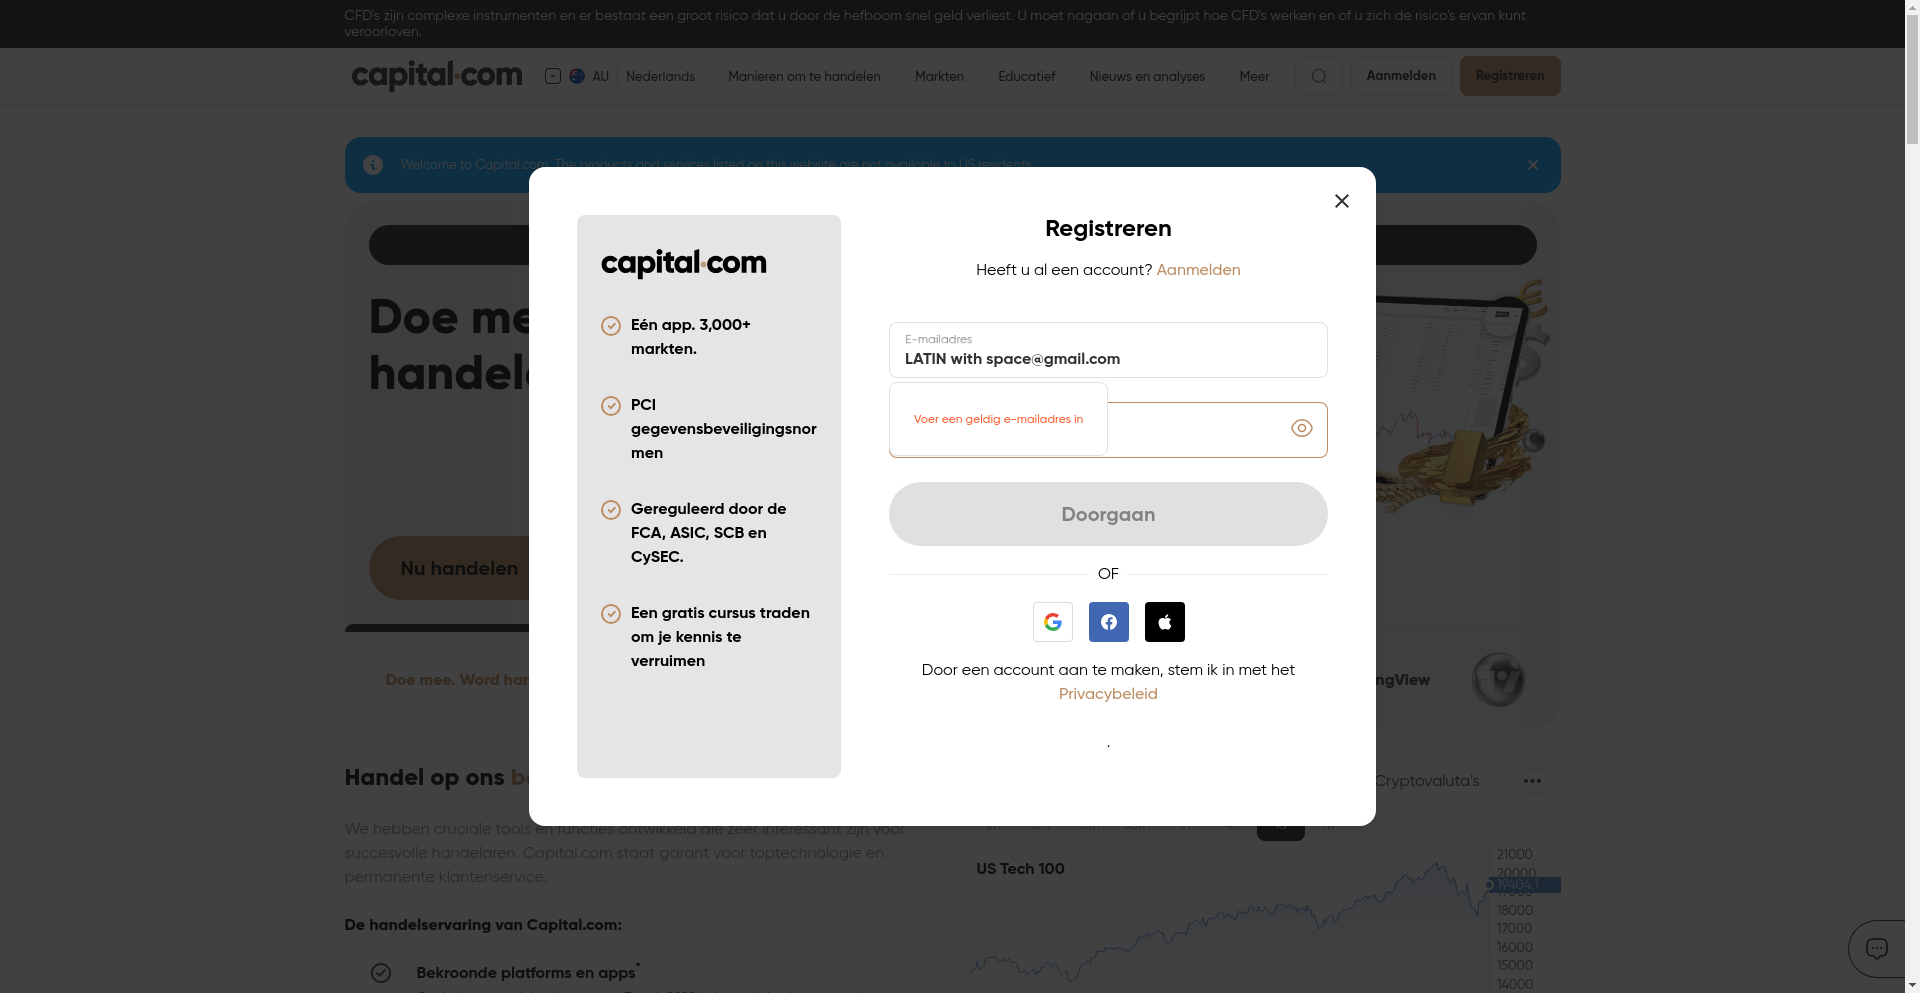 CFD's zijn complexe instrumenten en er bestaat een groot risico dat u door de hefboom snel geld verliest. U moet nagaan of u begrijpt hoe CFD's werken en of u zich de risico's ervan kunt
veroorloven.
capital.com
AU
Nederlands
Manieren om te handelen
Markten
Educatief
Nieuws en analyses
Meer
Aanmelden
Registreren
Welcome to Capital.com. The products and services listed on this website are not available to US residents.
Doe me
handel
Nu handelen
Doe mee. Word han
ngView
capital.com
Eén app. 3,000+
markten.
PCI
gegevensbeveiligingsnor
men
Gereguleerd door de
FCA, ASIC, SCB en
CySEC.
Een gratis cursus traden
om je kennis te
verruimen
Registreren
Heeft u al een account? Aanmelden
E-mailadres
LATIN with space@gmail.com
Voer een geldig e-mailadres in
Doorgaan
OF
Door een account aan te maken, stem ik in met het
Privacybeleid
.
Handel op ons b
Cryptovaluta's
We hebben cruciale tools en functies ontwikkeld die zeer interessant zijn voor
succesvolle handelaren. Capital.com staat garant voor toptechnologie en
permanente klantenservice.
De handelservaring van Capital.com:
Bekroonde platforms en apps*
US Tech 100
21000
20000
19404.1
18000
17000
16000
15000
14000